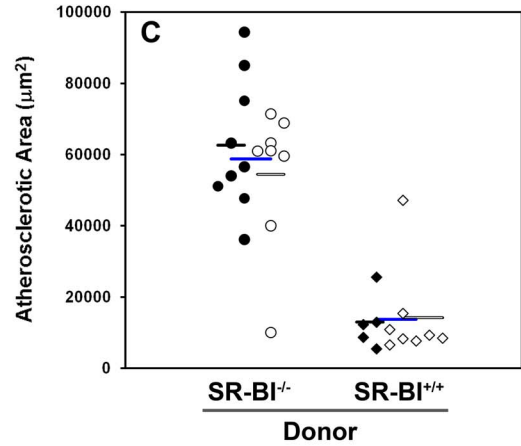 C
Atherosclerotic Area (μm²)
100000
80000
60000
40000
20000
0
SR-BI⁻/⁻ SR-BI⁺/⁺
Donor